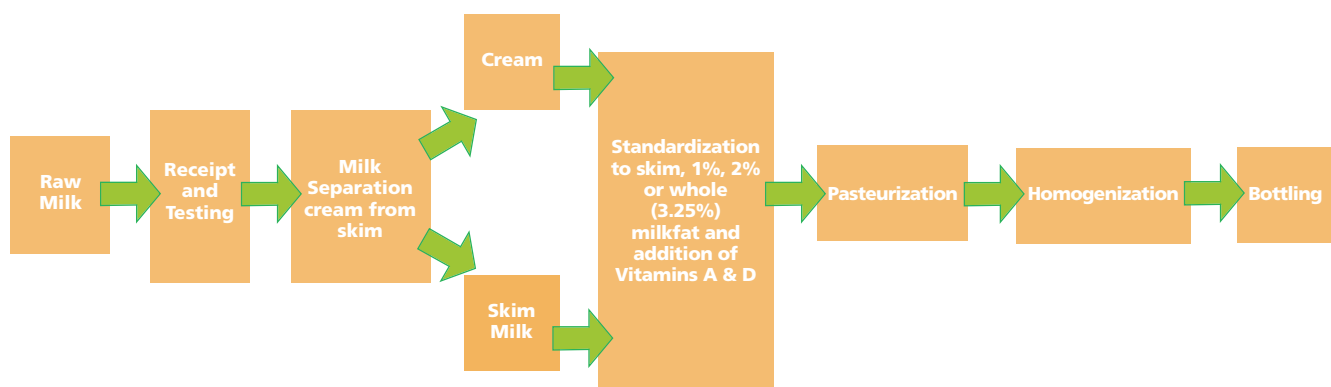 Raw
Milk
Receipt
and
Testing
Milk
Separation
cream from
skim
Cream
Skim
Milk
Standardization
to skim, 1%, 2%
or whole
(3.25%)
milkfat and
addition of
Vitamins A & D
Pasteurization
Homogenization
Bottling